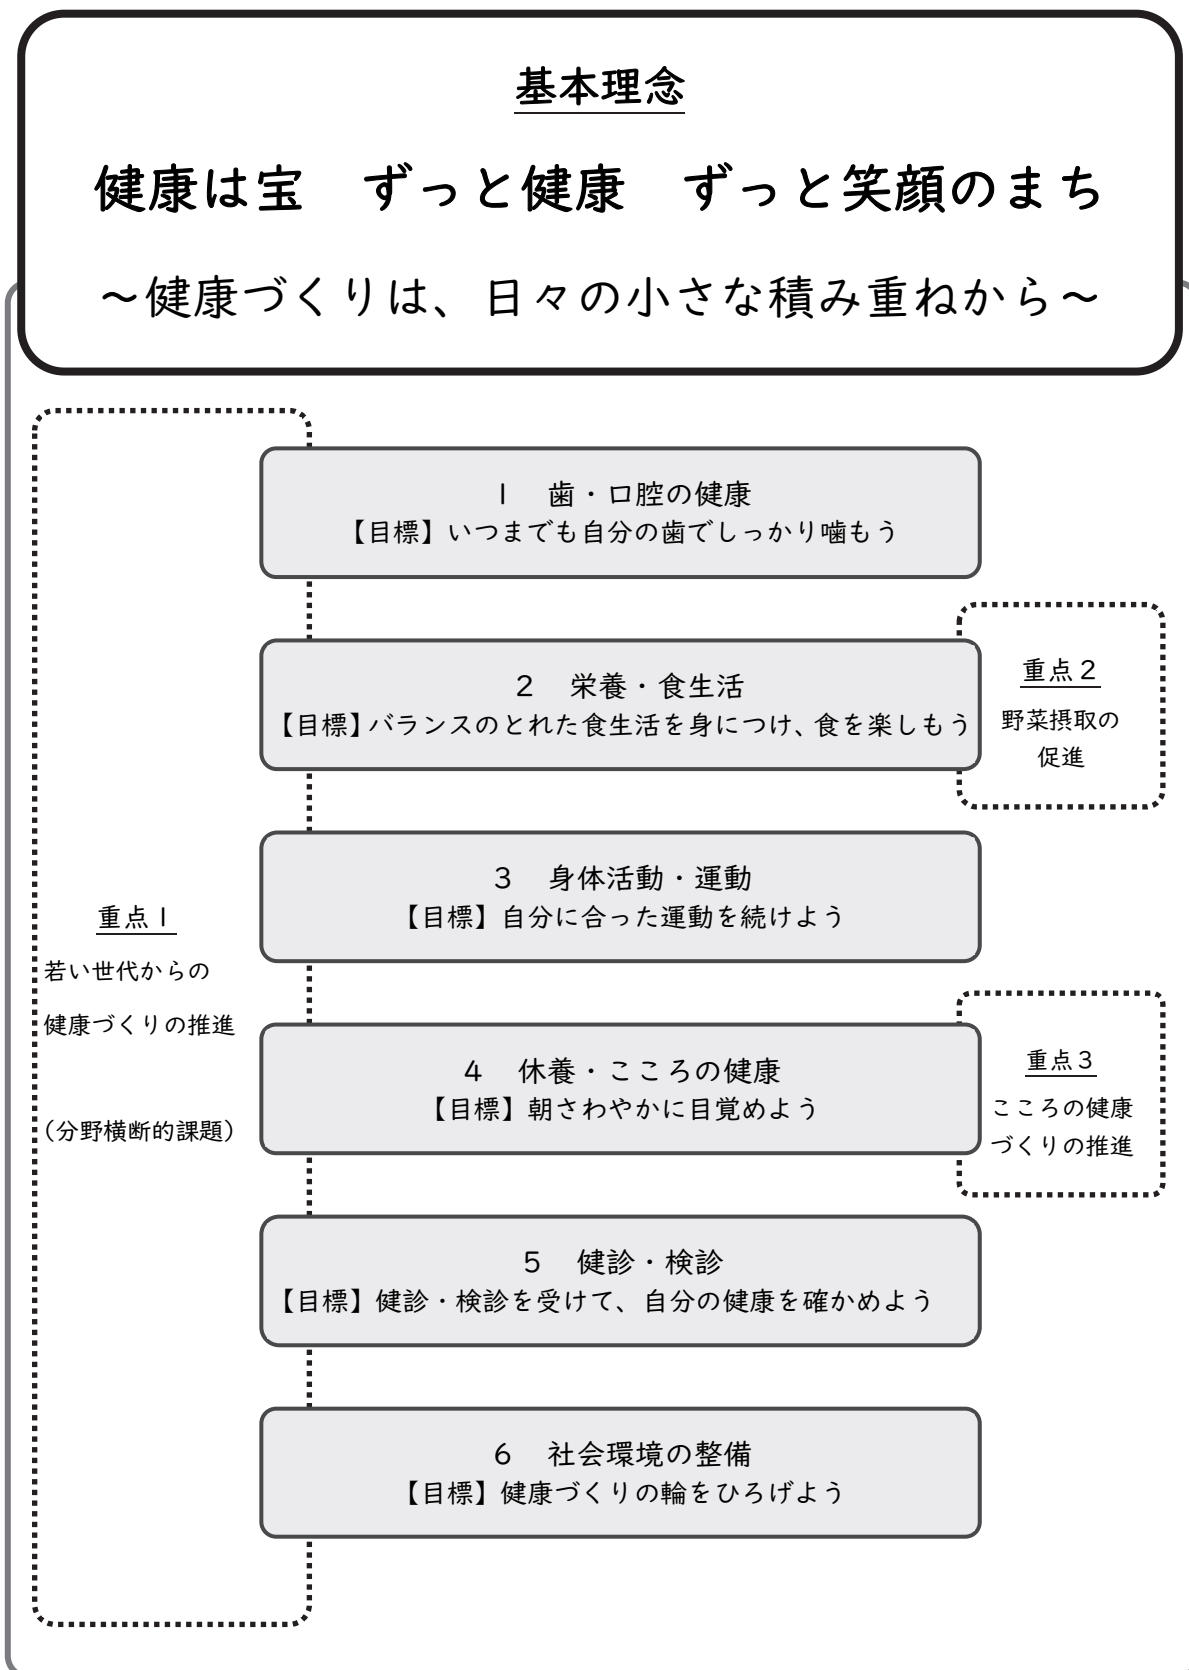 基本理念
健康は宝　ずっと健康　ずっと笑顔のまち
～健康づくりは、日々の小さな積み重ねから～
1　歯・口腔の健康
【目標】いつまでも自分の歯でしっかり噛もう
2　栄養・食生活
【目標】バランスのとれた食生活を身につけ、食を楽しもう
重点2
野菜摂取の
促進
3　身体活動・運動
【目標】自分に合った運動を続けよう
重点1
若い世代からの
健康づくりの推進
（分野横断的課題）
4　休養・こころの健康
【目標】朝さわやかに目覚めよう
重点3
こころの健康
づくりの推進
5　健診・検診
【目標】健診・検診を受けて、自分の健康を確かめよう
6　社会環境の整備
【目標】健康づくりの輪をひろげよう